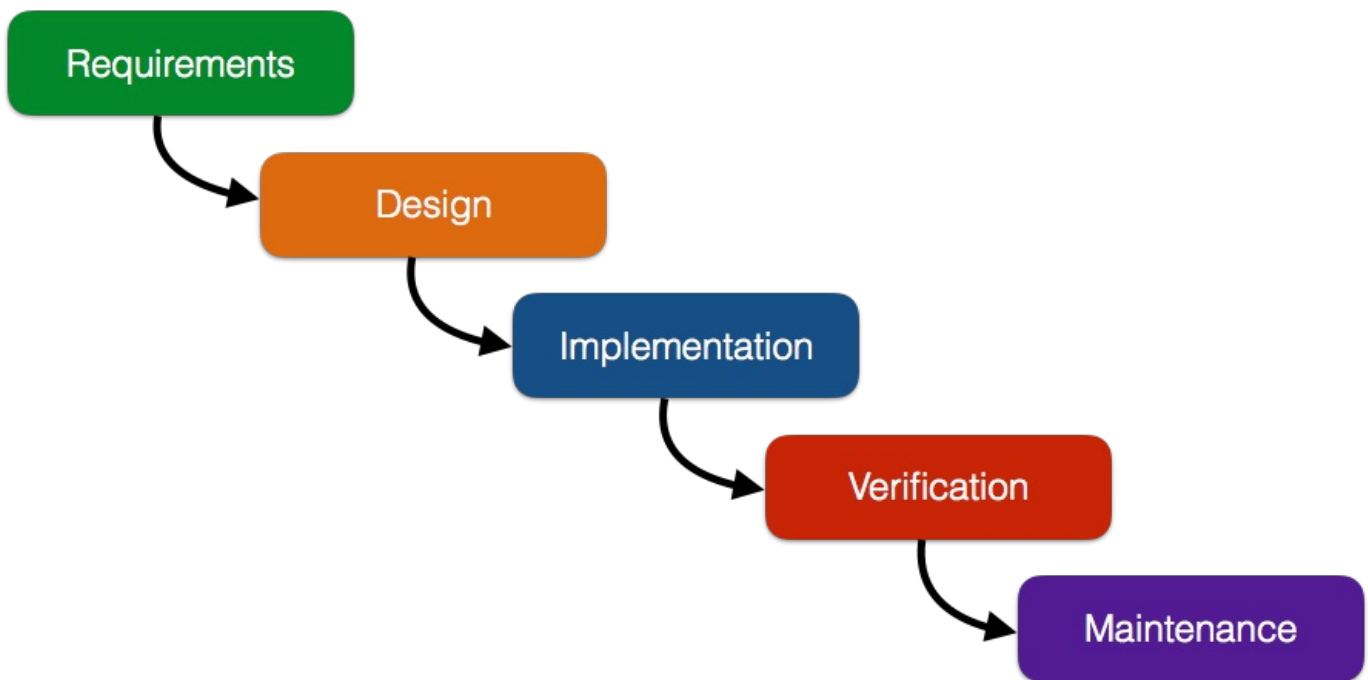 Requirements
Design
Implementation
Verification
Maintenance